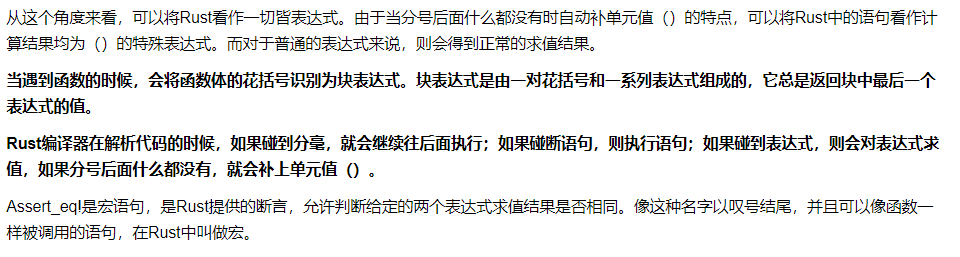 从这个角度来看，可以将Rust看作一切皆表达式。由于当分号后面什么都没有时自动补单元值（）的特点，可以将Rust中的语句看作计
算结果均为（）的特殊表达式。而对于普通的表达式来说，则会得到正常的求值结果。
当遇到函数的时候，会将函数体的花括号识别为块表达式。块表达式是由一对花括号和一系列表达式组成的，它总是返回块中最后一个
表达式的值。
Rust编译器在解析代码的时候，如果碰到分毫，就会继续往后面执行；如果碰断语句，则执行语句；如果碰到表达式，则会对表达式求
值，如果分号后面什么都没有，就会补上单元值（）。
Assert_eq!是宏语句，是Rust提供的断言，允许判断给定的两个表达式求值结果是否相同。像这种名字以叹号结尾，并且可以像函数一
样被调用的语句，在Rust中叫做宏。